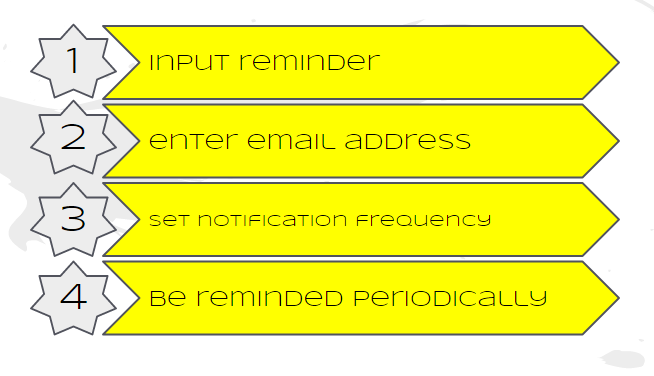 1 Input reminder
2 Enter email address
3 Set notification frequency
4 Be reminded periodically